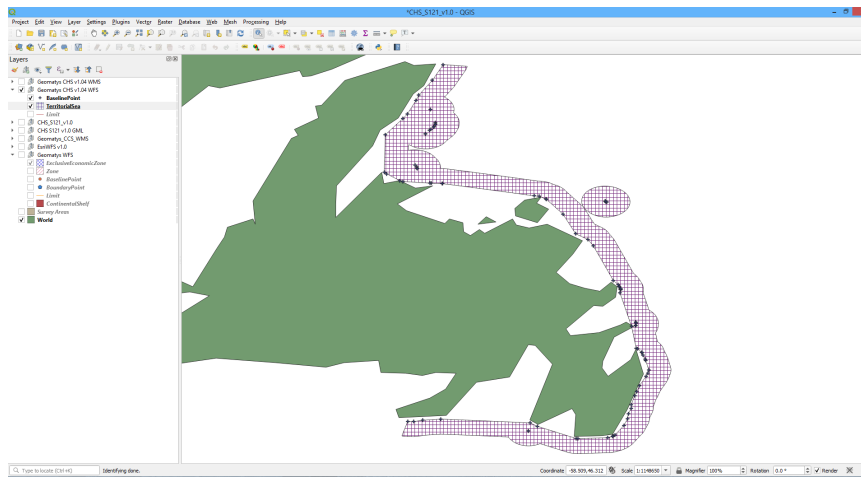 *CHS_S121_v1.0 - QGIS
Project Edit View Layer Settings Plugins Vector Raster Database Web Mesh Processing Help
Layers
Geomatys CHS v1.04 WMS
Geomatys CHS v1.04 WFS
BaselinePoint
TerritorialSea
Limit
CHS_S121_v1.0
CHS S121 v1.0 GML
Geomatys_CCS_WMS
EsriWFS v1.0
Geomatys WFS
ExclusiveEconomicZone
Zone
BaselinePoint
BoundaryPoint
Limit
ContinentalShelf
Survey Areas
World
Type to locate (Ctrl+K) Identifying done. Coordinate -58.509,46.312 Scale 1:1148650 Magnifier 100% Rotation 0.0 ° Render